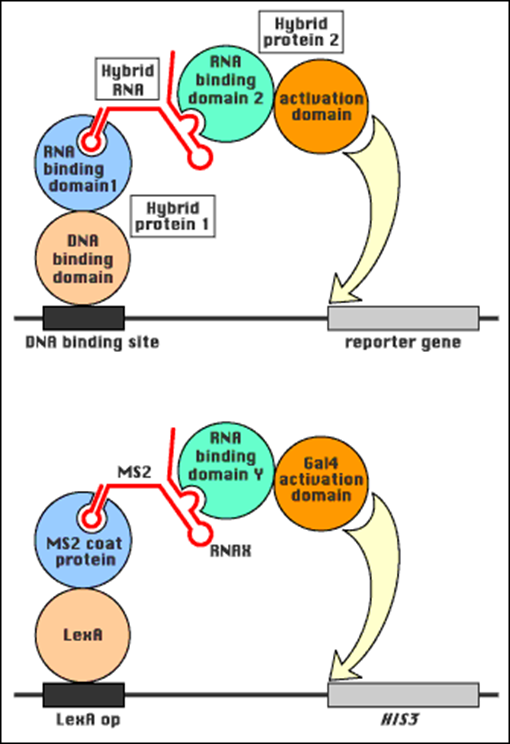 Hybrid
protein 2
Hybrid
RNA
RNA
binding
domain 2
activation
domain
RNA
binding
domain1
Hybrid
protein 1
DNA
binding
domain
DNA binding site
reporter gene
RNA
binding
domain Y
Gal4
activation
domain
MS2
MS2 coat
protein
RNAX
LexA
LexA op
HIS3